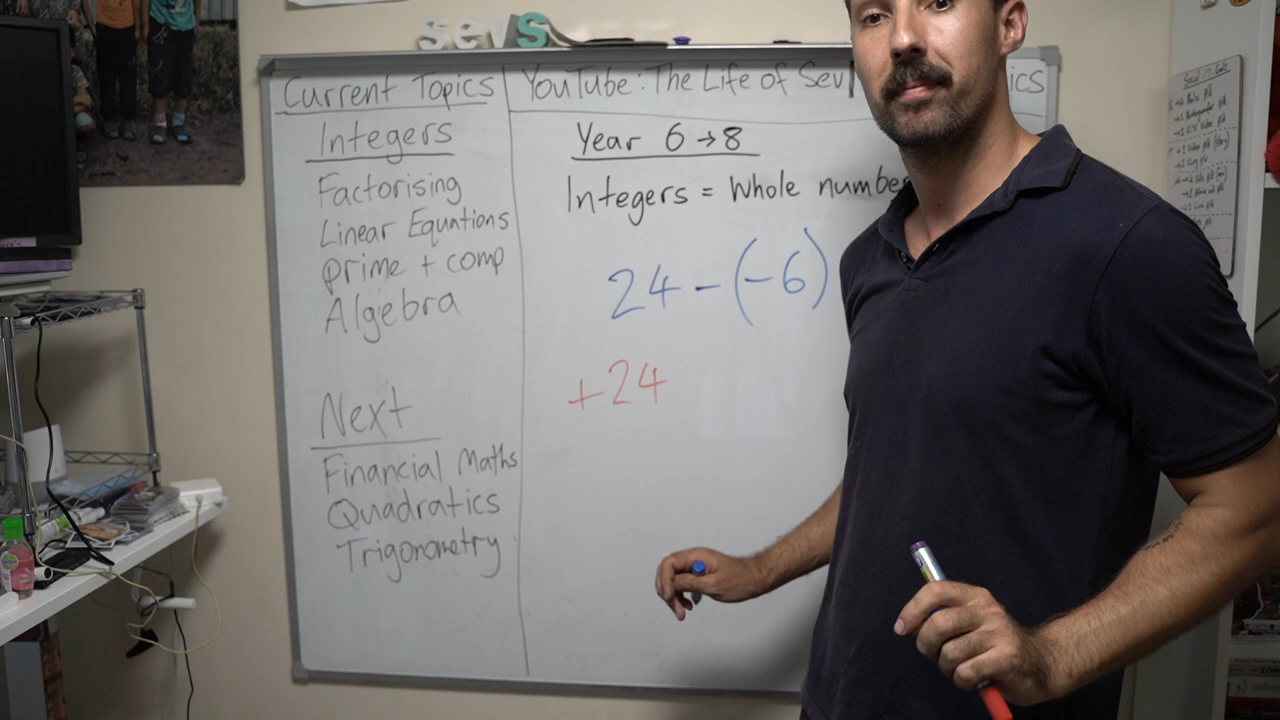 sevs
Current Topics
Integers
Factorising
Linear Equations
prime + comp
Algebra
Next
Financial Maths
Quadratics
Trigonometry
YouTube: The Life of Sev
Year 6 → 8
Integers = Whole number
24 - (-6)
+24